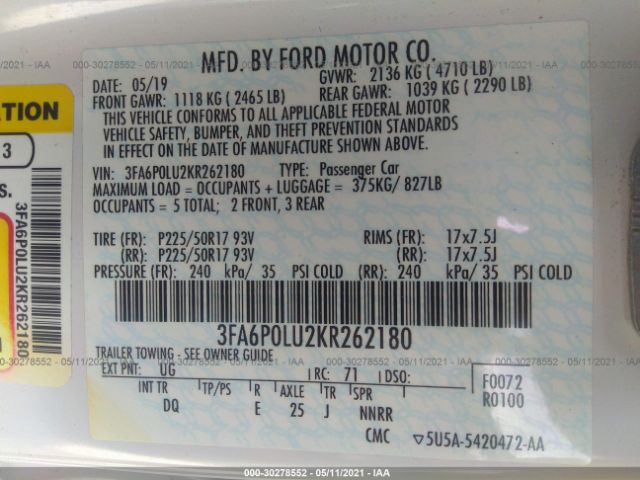 000-30278552 - 05/11/2021 - IAA
MFD. BY FORD MOTOR CO.
DATE: 05/19
GVWR: 2136 KG ( 4710 LB)
FRONT GAWR: 1118 KG ( 2465 LB)
REAR GAWR: 1039 KG ( 2290 LB)
THIS VEHICLE CONFORMS TO ALL APPLICABLE FEDERAL MOTOR
VEHICLE SAFETY, BUMPER, AND THEFT PREVENTION STANDARDS
IN EFFECT ON THE DATE OF MANUFACTURE SHOWN ABOVE.
VIN: 3FA6P0LU2KR262180 TYPE: Passenger Car
MAXIMUM LOAD = OCCUPANTS + LUGGAGE = 375KG/ 827LB
OCCUPANTS = 5 TOTAL; 2 FRONT, 3 REAR
TIRE (FR): P225/50R17 93V RIMS (FR): 17x7.5J
(RR): P225/50R17 93V (RR): 17x7.5J
PRESSURE (FR): 240 kPa/ 35 PSI COLD (RR): 240 kPa/ 35 PSI COLD
3FA6P0LU2KR262180
TRAILER TOWING - SEE OWNER GUIDE
EXT PNT: UG RC: 71 DSO:
INT TR TP/PS R AXLE TR SPR
DQ E 25 J NNRR
F0072
R0100
CMC ▽5U5A-5420472-AA
ATION
3
S.
3FA6P0LU2KR262180
000-30278552 - 05/11/2021 - IAA